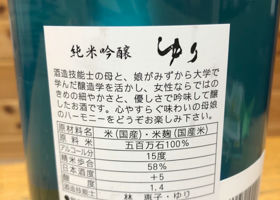 純米吟醸 ゆり
酒造技能士の母と、娘がみずから大学で
学んだ醸造学を活かし、女性ならではの
きめの細やかさと、優しさで吟味して醸
したお酒です。心やすらぐ味わいの母娘
のハーモニーをどうぞお楽しみ下さい。
原材料名 米(国産)・米麹(国産米)
原料米 五百万石100%
アルコール分 15度
精米歩合 58%
日本酒度 +5
酸度 1.4
酒造技能士 林 恵子・ゆり